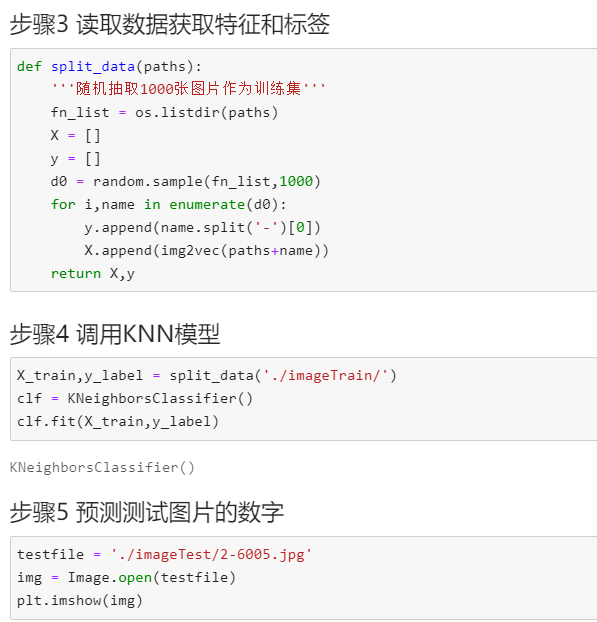 步骤3 读取数据获取特征和标签
def split_data(paths):
    '''随机抽取1000张图片作为训练集'''
    fn_list = os.listdir(paths)
    X = []
    y = []
    d0 = random.sample(fn_list,1000)
    for i,name in enumerate(d0):
        y.append(name.split('-')[0])
        X.append(img2vec(paths+name))
    return X,y
步骤4 调用KNN模型
X_train,y_label = split_data('./imageTrain/')
clf = KNeighborsClassifier()
clf.fit(X_train,y_label)
KNeighborsClassifier()
步骤5 预测测试图片的数字
testfile = './imageTest/2-6005.jpg'
img = Image.open(testfile)
plt.imshow(img)